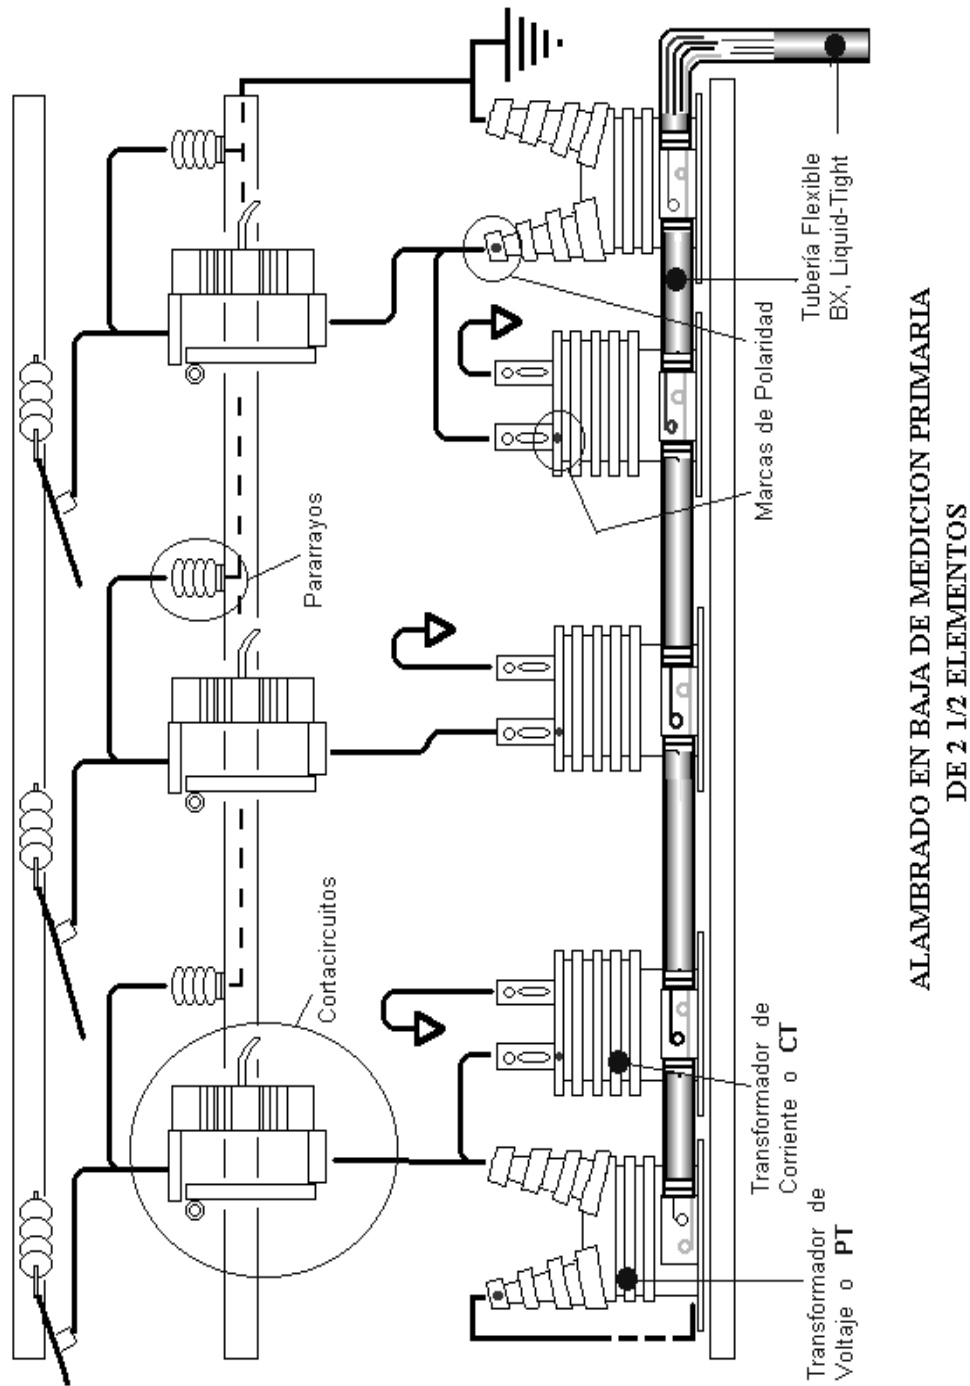 Pararrayos
Cortacircuitos
Tubería Flexible
BX, Liquid-Tight
Marcas de Polaridad
Transformador de
Corriente o CT
Transformador de
Voltaje o PT
ALAMBRADO EN BAJA DE MEDICION PRIMARIA
DE 2 1/2 ELEMENTOS